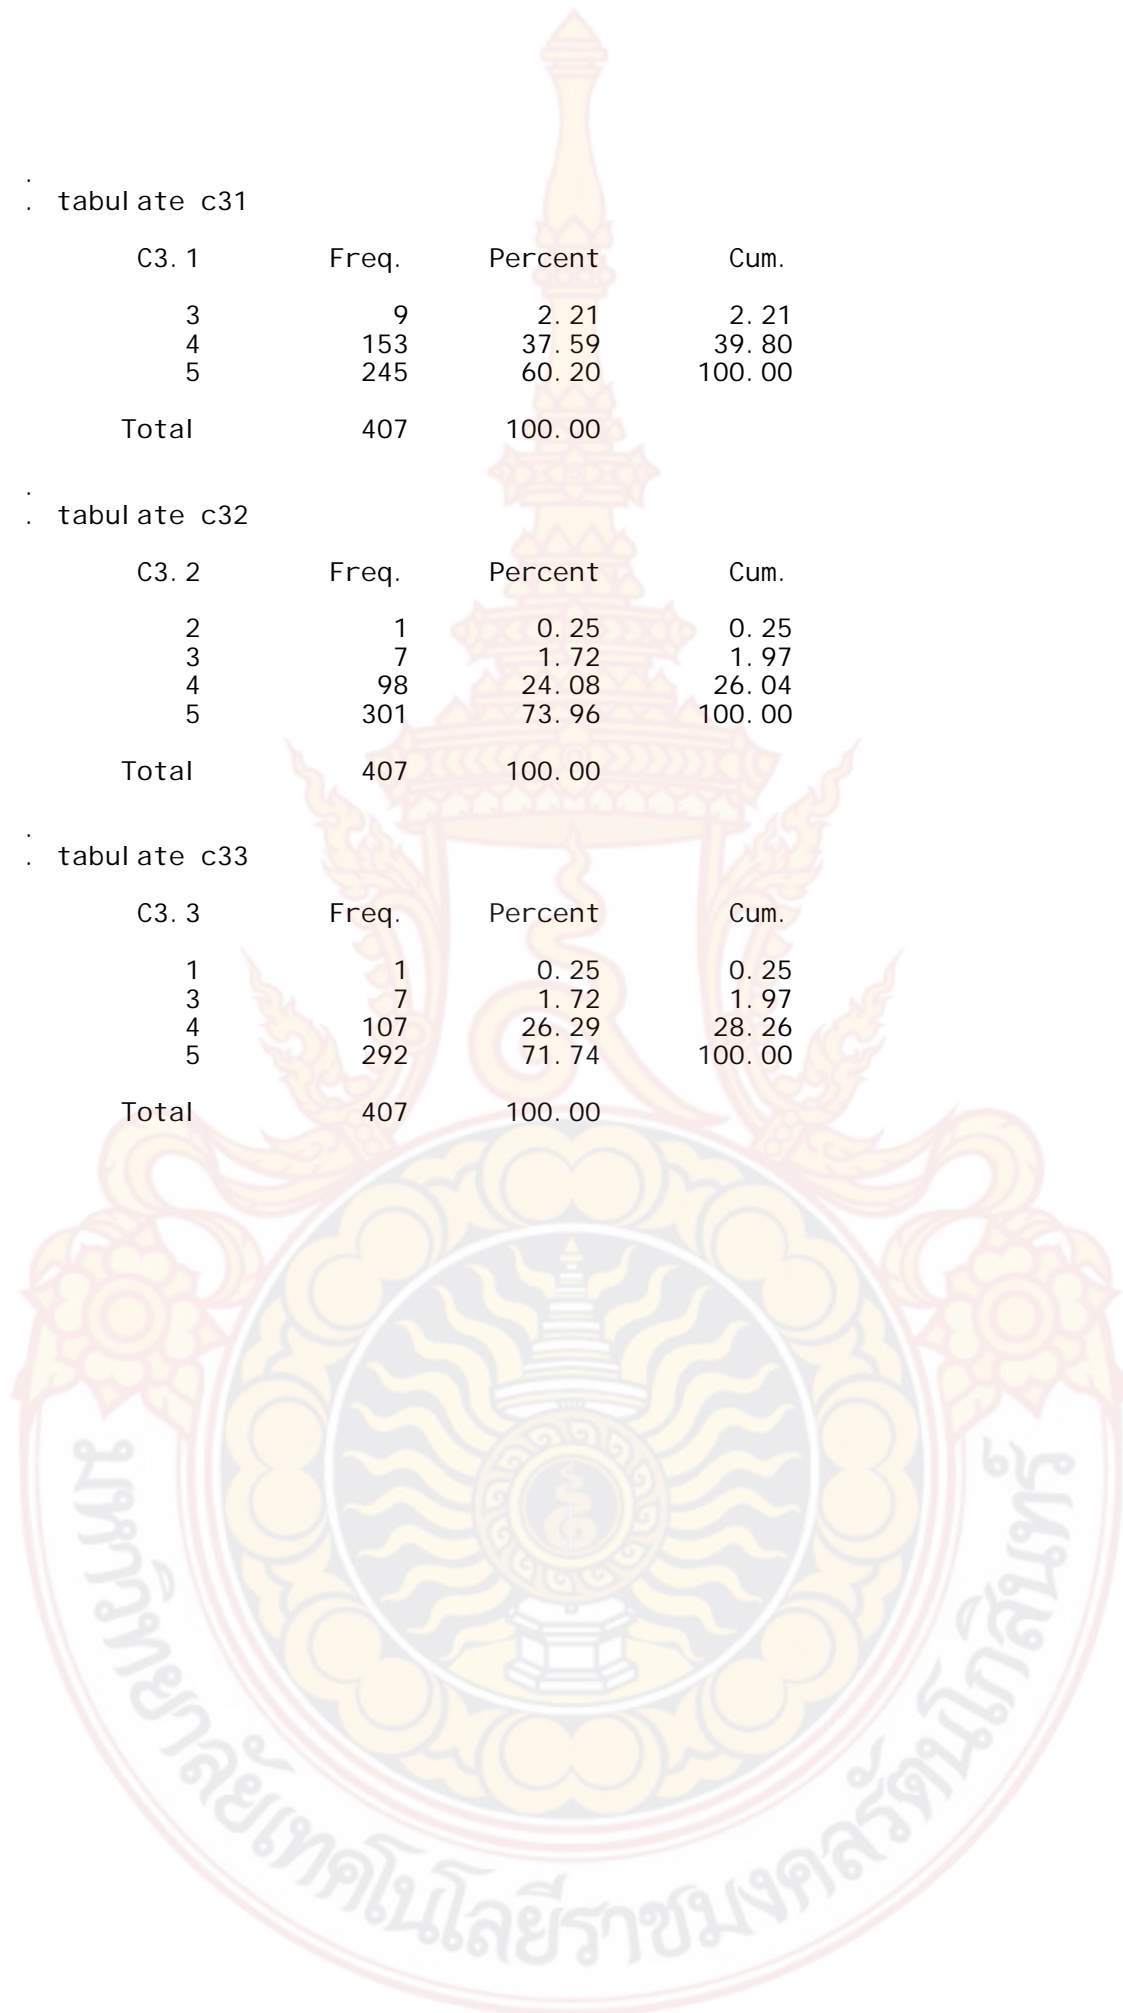 .
. tabulate c31
C3.1 Freq. Percent Cum.
3 9 2.21 2.21
4 153 37.59 39.80
5 245 60.20 100.00
Total 407 100.00
.
. tabulate c32
C3.2 Freq. Percent Cum.
2 1 0.25 0.25
3 7 1.72 1.97
4 98 24.08 26.04
5 301 73.96 100.00
Total 407 100.00
.
. tabulate c33
C3.3 Freq. Percent Cum.
1 1 0.25 0.25
3 7 1.72 1.97
4 107 26.29 28.26
5 292 71.74 100.00
Total 407 100.00
มหาวิทยาลัยเทคโนโลยีราชมงคลรัตนโกสินทร์